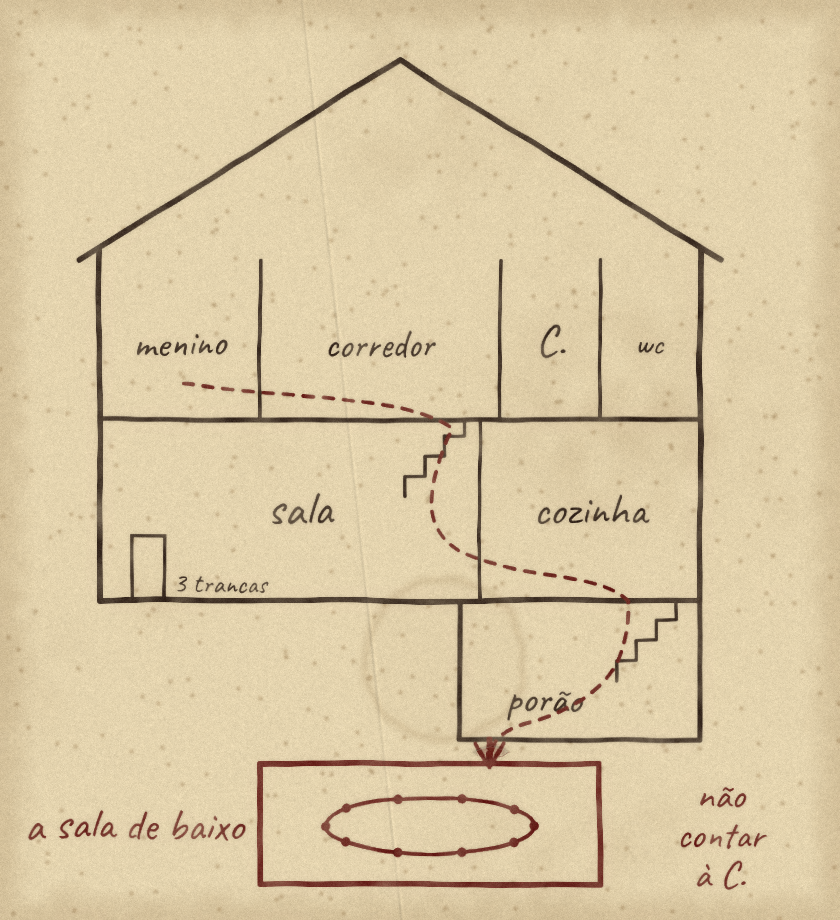 menino
corredor
C.
wc
sala
cozinha
3 trancas
porão
a sala de baixo
não
contar
à C.